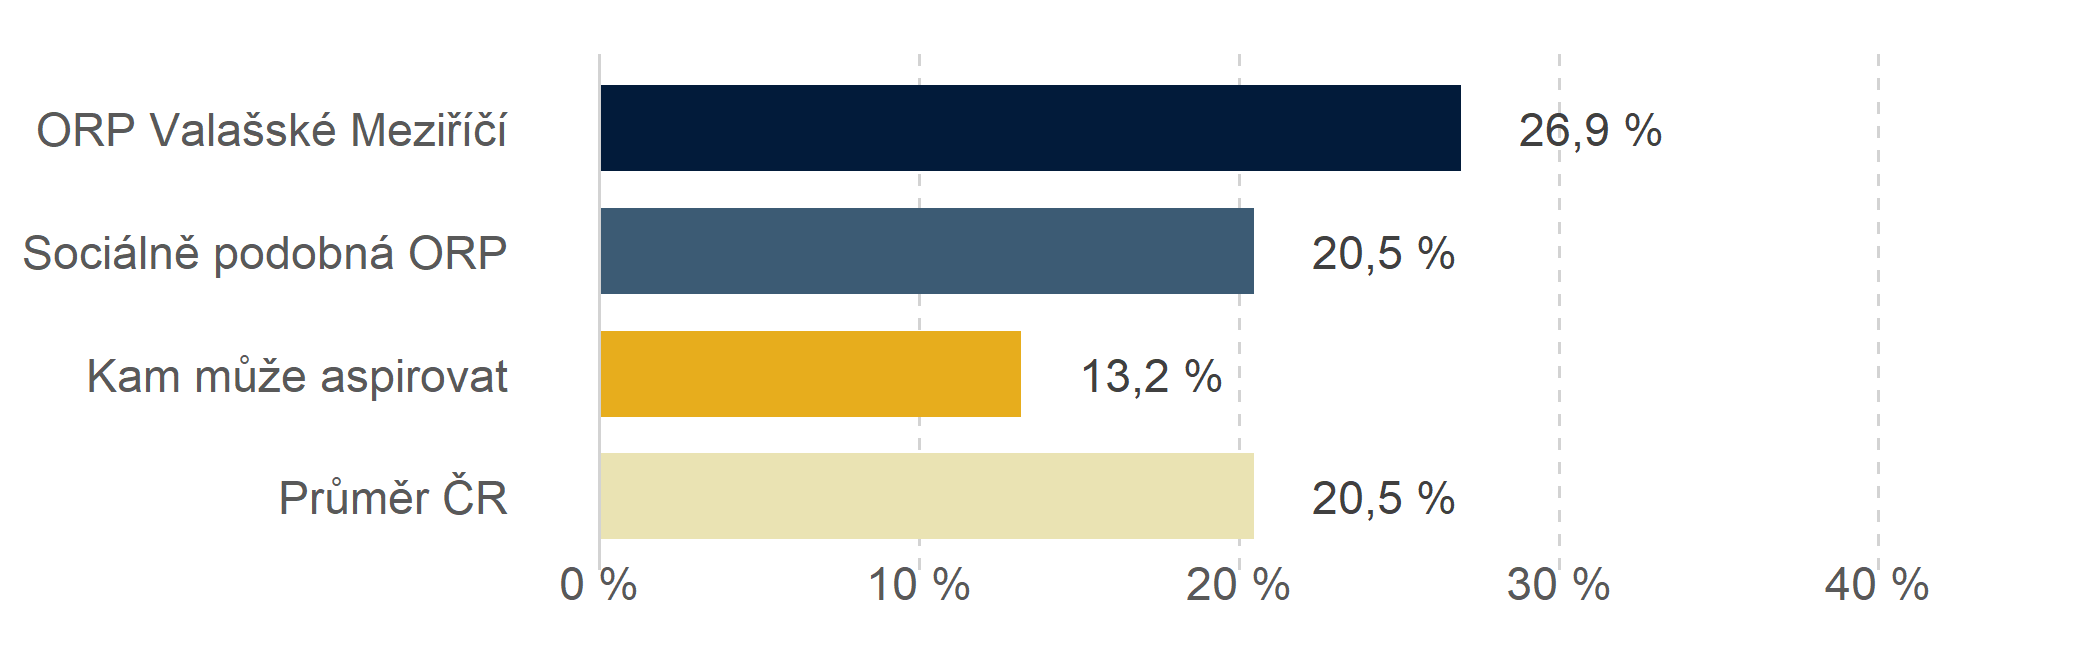 ORP Valašské Meziříčí
26,9 %
Sociálně podobná ORP
20,5 %
Kam může aspirovat
13,2 %
Průměr ČR
20,5 %
0 % 10 % 20 % 30 % 40 %